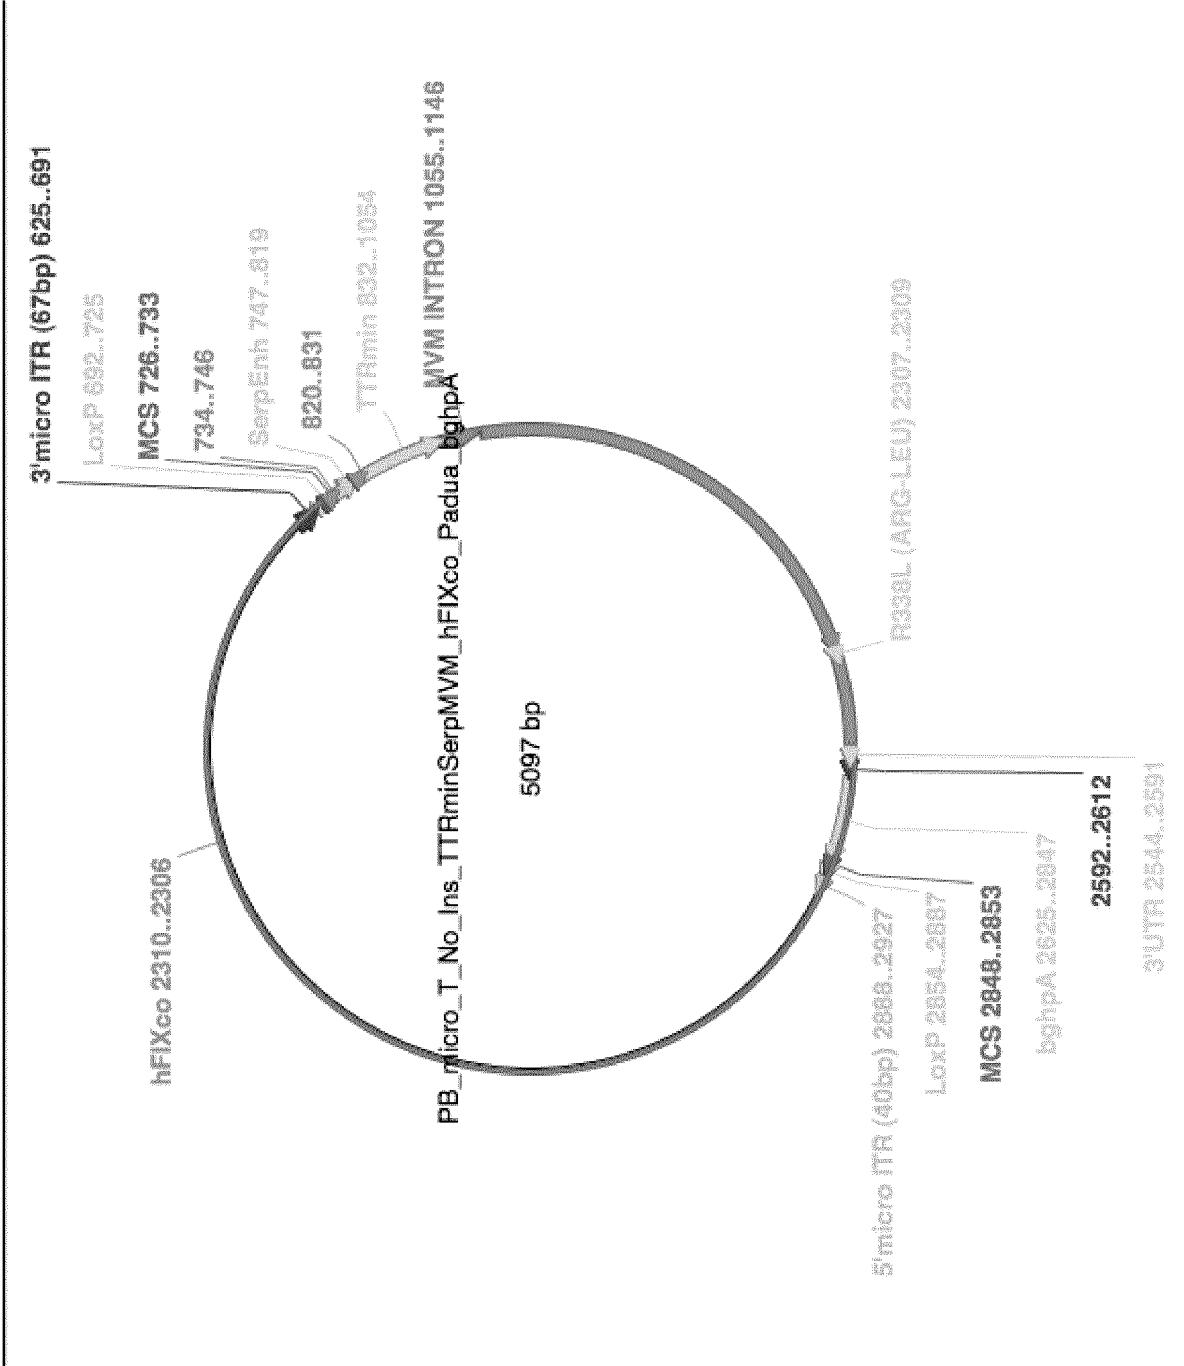 3'micro ITR (67bp) 625..691
LoxP 692..725
MCS 726..733
734..746
SerpEnh 747..819
820..831
TTRmin 832..1054
MVM INTRON 1055..1146
PB_micro_T_No_Ins_TTRminSerpMVM_hFIXco_Padua_bghpA
5097 bp
hFIXco 2310..2306
R338L (ARG-LEU) 2307..2309
5'micro ITR (40bp) 2888..2927
LoxP 2854..2887
MCS 2848..2853
bghpA 2625..2847
2592..2612
3'UTR 2544..2591